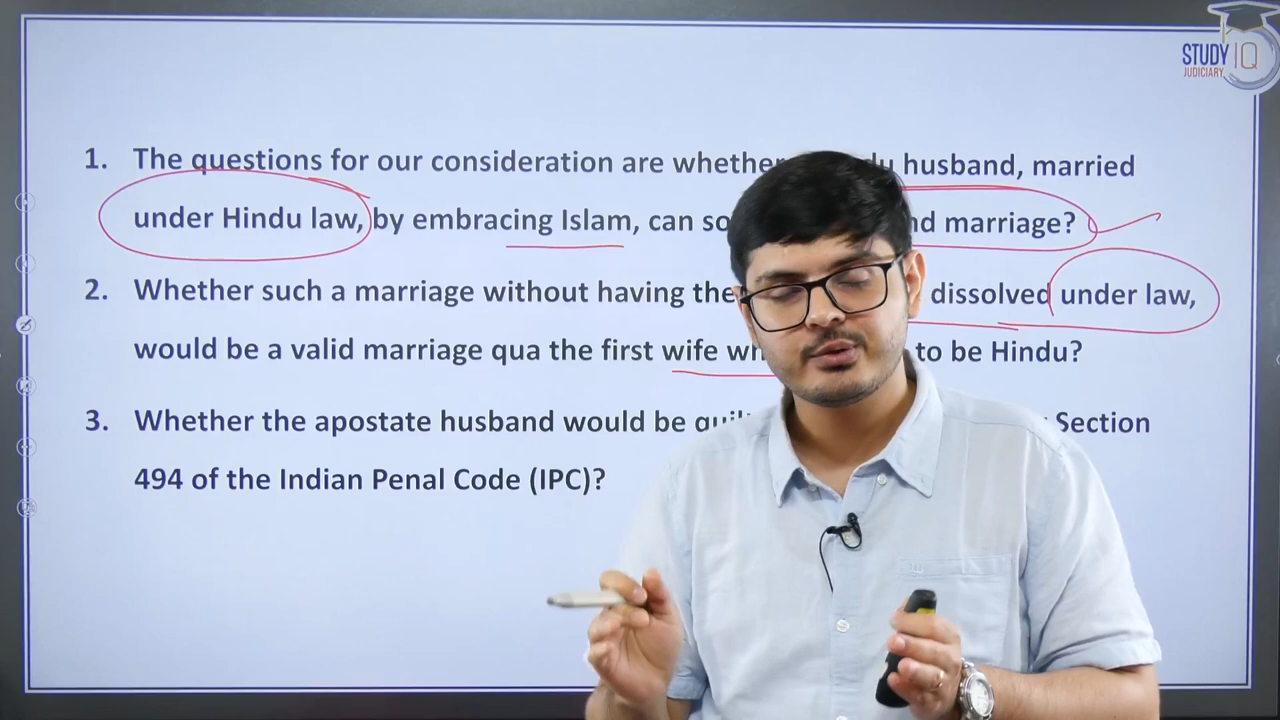 STUDY IQ
JUDICIARY
1. The questions for our consideration are whether husband, married
under Hindu law, by embracing Islam, can so marriage?
2. Whether such a marriage without having the dissolved under law,
would be a valid marriage qua the first wife to be Hindu?
3. Whether the apostate husband would be Section
494 of the Indian Penal Code (IPC)?